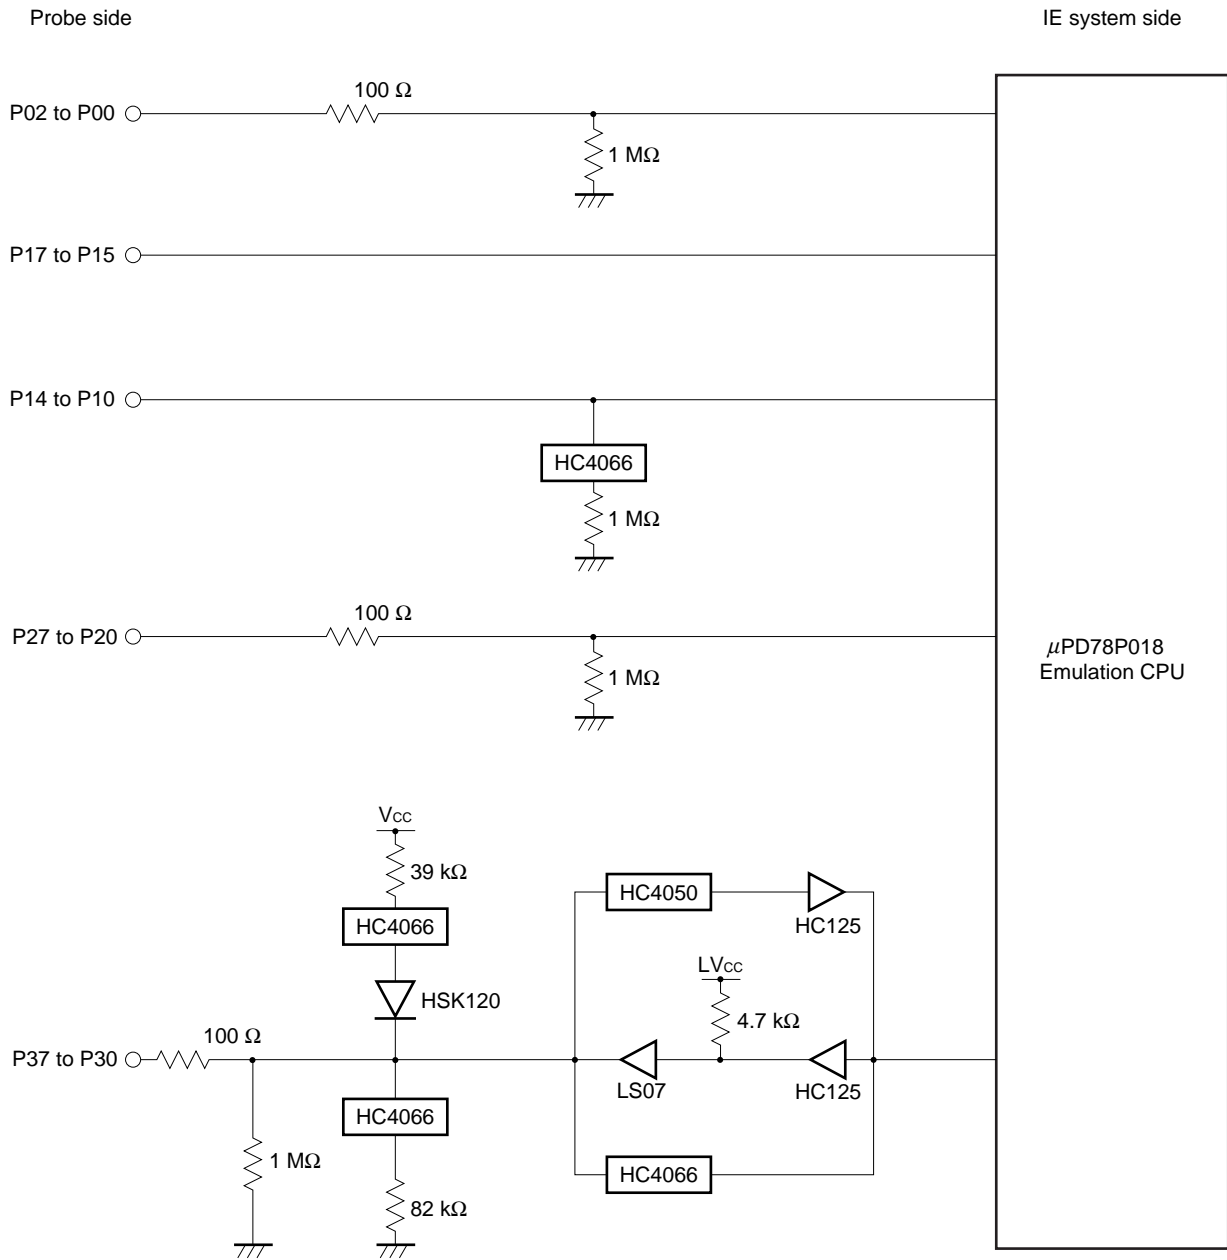 Probe side
IE system side
100 Ω
P02 to P00
1 MΩ
P17 to P15
P14 to P10
HC4066
1 MΩ
100 Ω
P27 to P20
1 MΩ
μPD78P018
Emulation CPU
VCC
39 kΩ
HC4050
HC4066
HC125
LVCC
HSK120
4.7 kΩ
100 Ω
P37 to P30
LS07
HC125
HC4066
1 MΩ
HC4066
82 kΩ